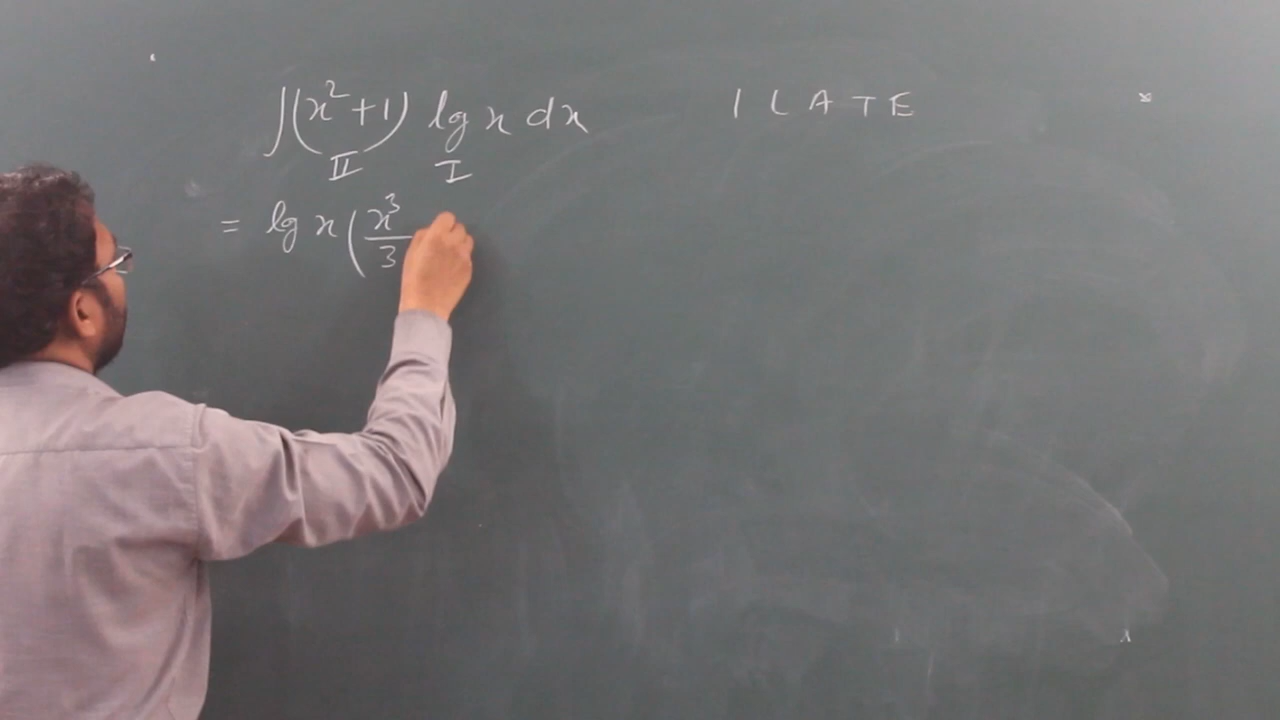 ∫(x²+1) lg x dx
II I
I L A T E
= lg x (x³/3